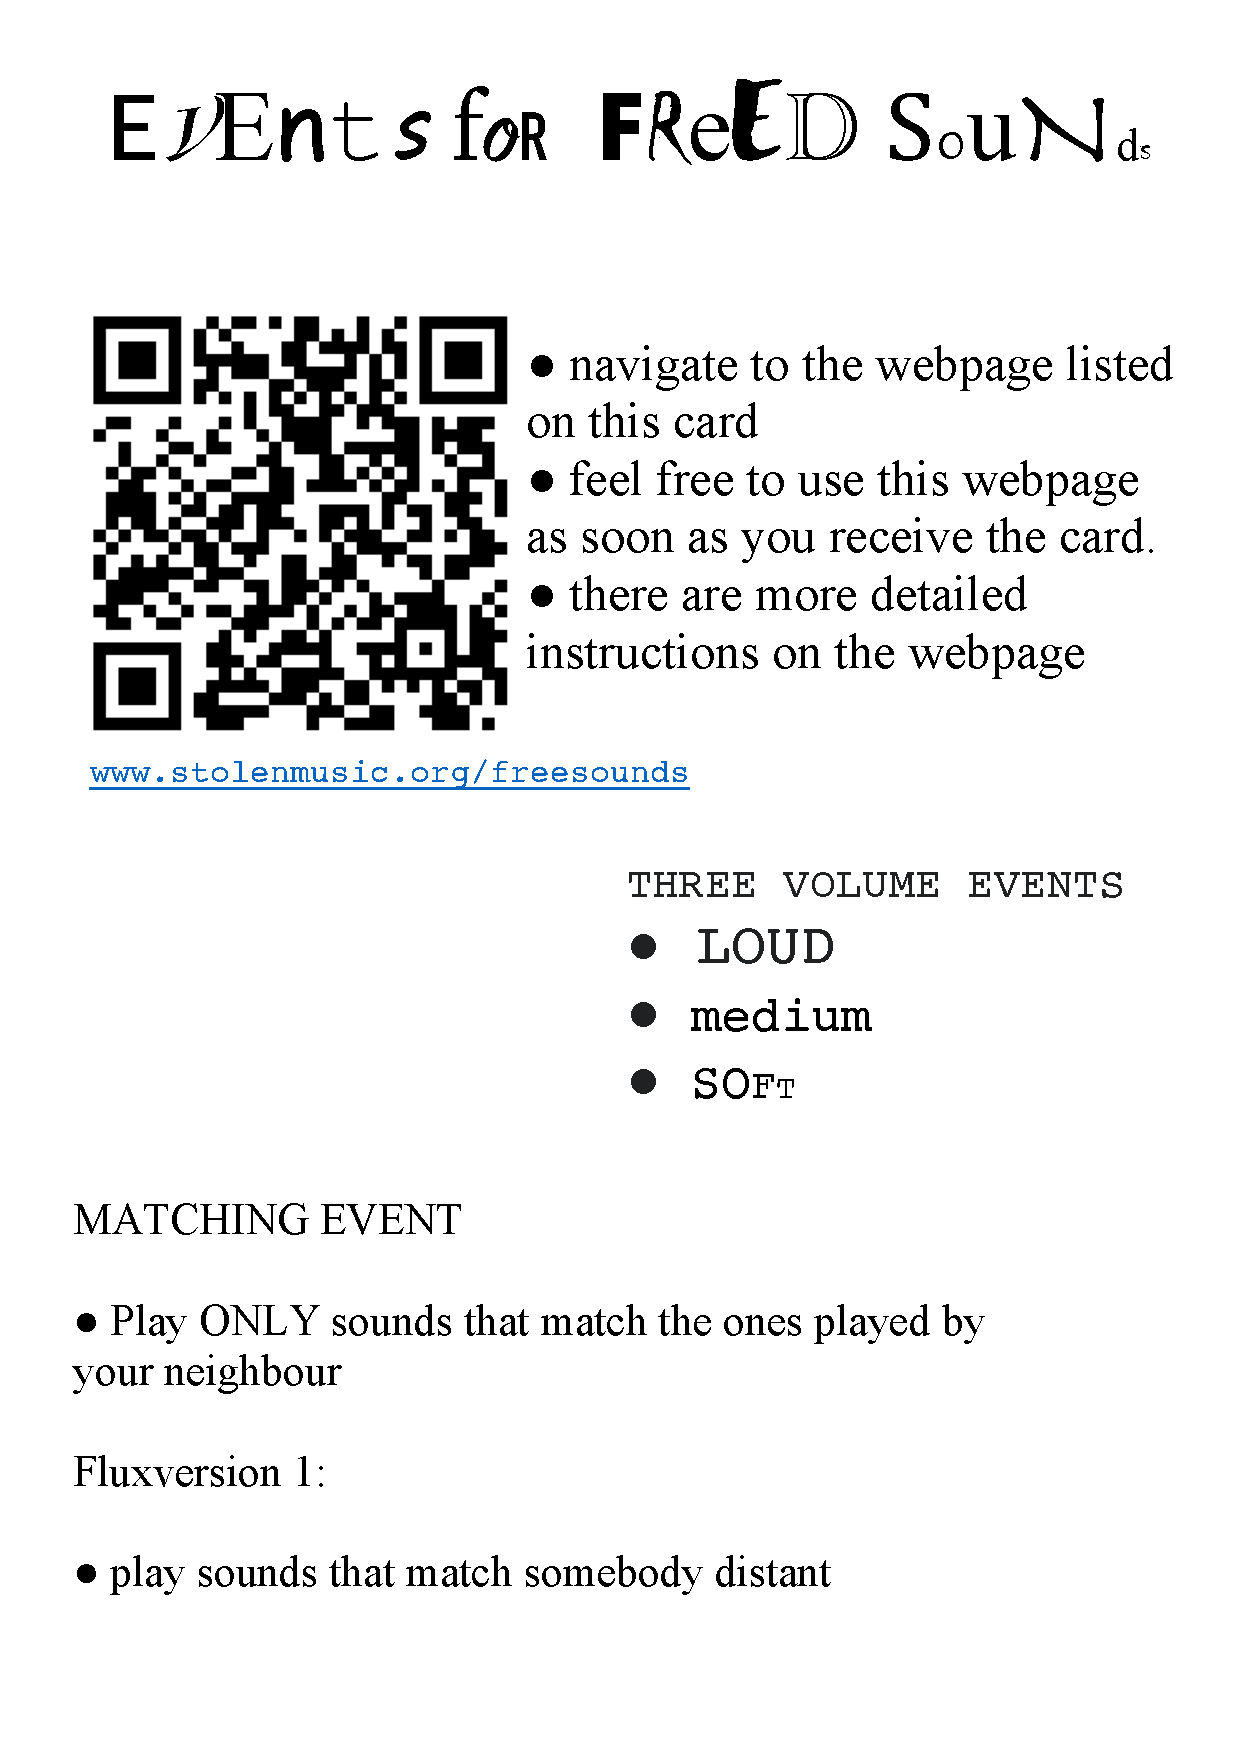 EVEnts foR FReED SouNds
● navigate to the webpage listed
on this card
● feel free to use this webpage
as soon as you receive the card.
● there are more detailed
instructions on the webpage
www.stolenmusic.org/freesounds
THREE VOLUME EVENTS
● LOUD
● medium
● SOFT
MATCHING EVENT
● Play ONLY sounds that match the ones played by
your neighbour
Fluxversion 1:
● play sounds that match somebody distant